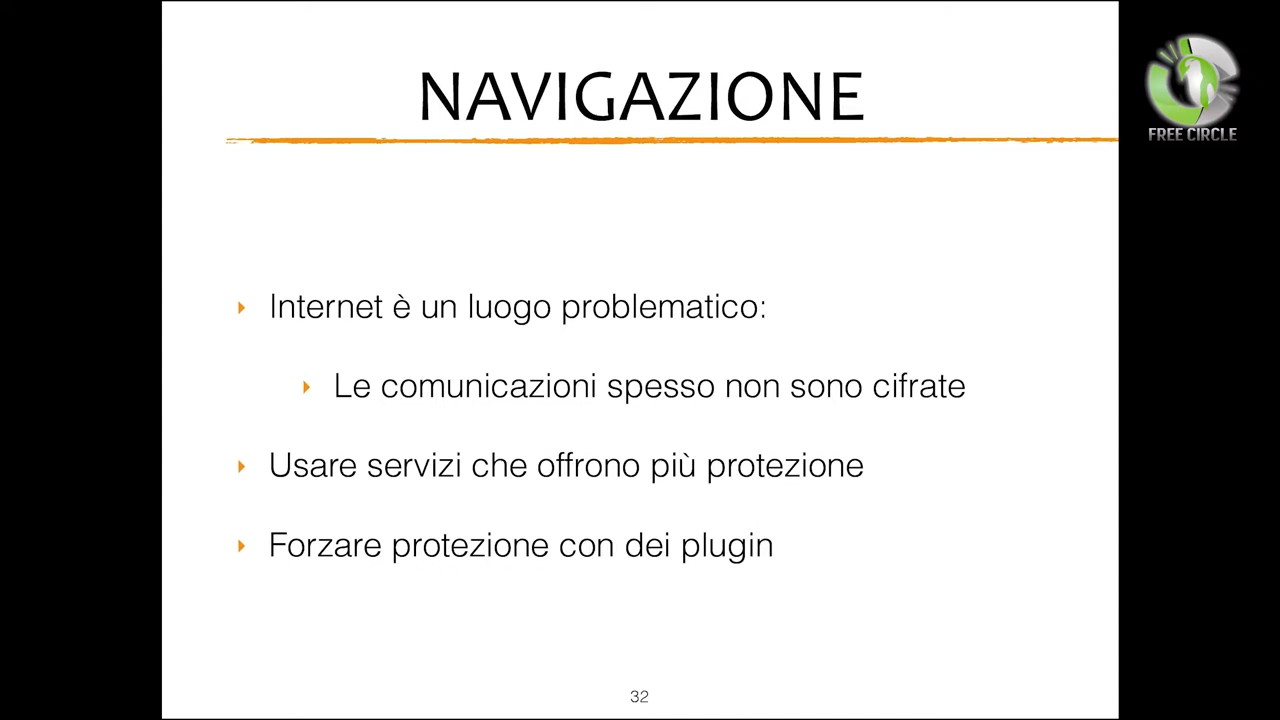 NAVIGAZIONE
FREE CIRCLE
Internet è un luogo problematico:
Le comunicazioni spesso non sono cifrate
Usare servizi che offrono più protezione
Forzare protezione con dei plugin
32